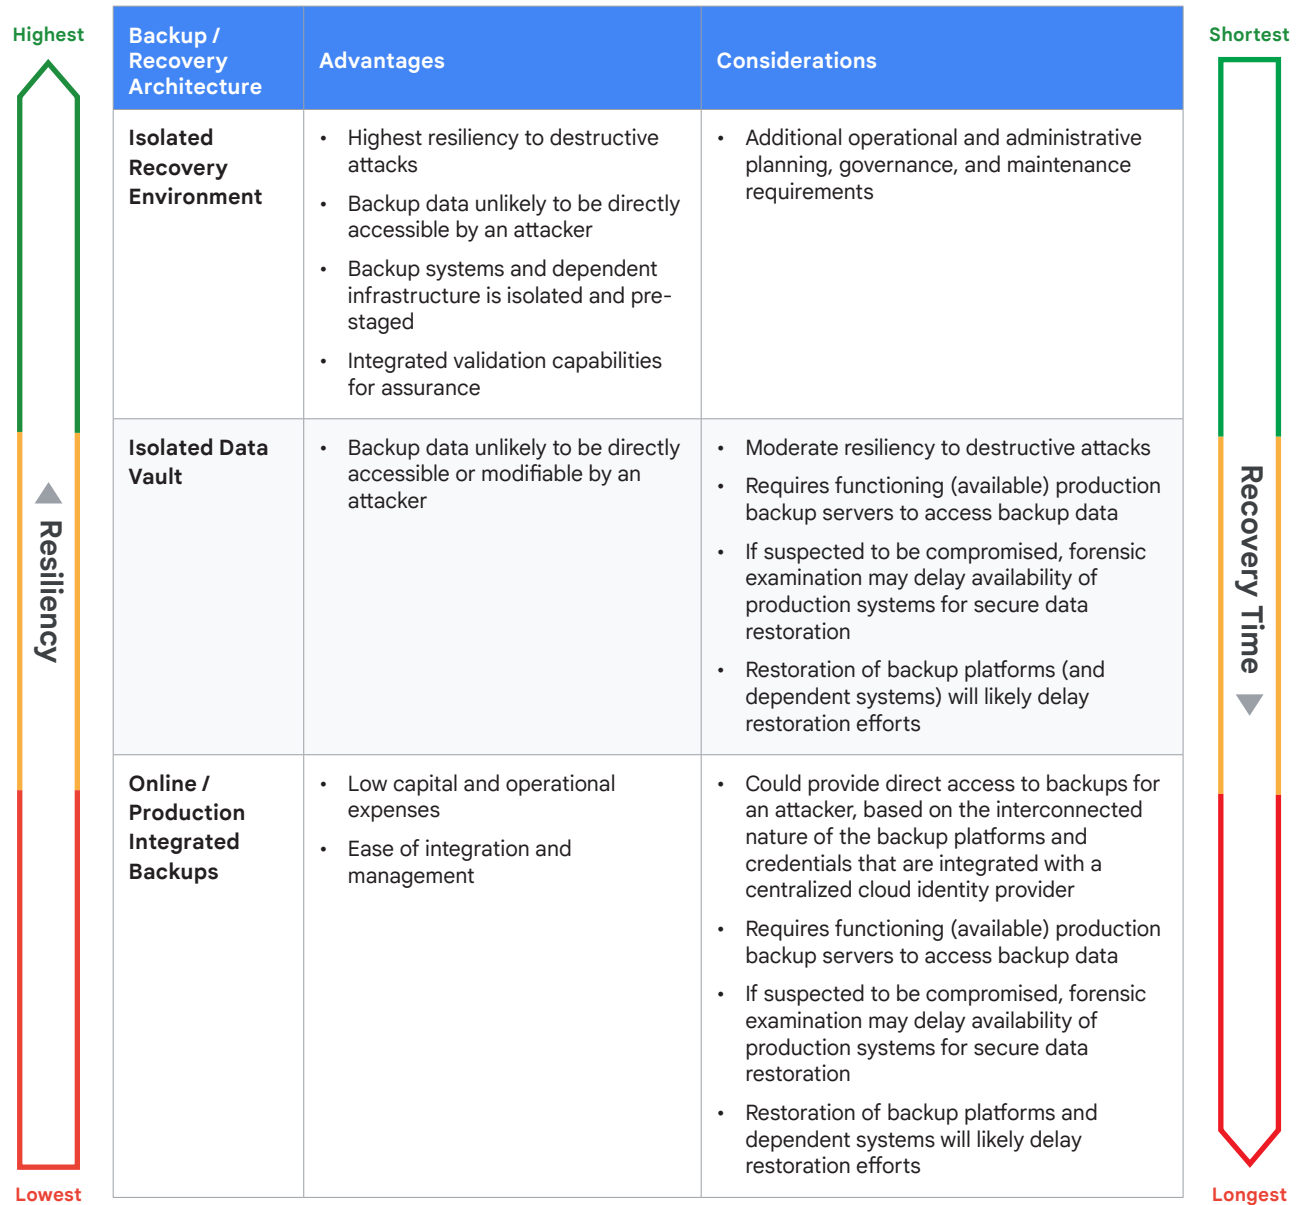 Highest
Shortest
Backup /
Recovery
Architecture
Advantages
Considerations
Isolated
Recovery
Environment
• Highest resiliency to destructive
attacks
• Backup data unlikely to be directly
accessible by an attacker
• Backup systems and dependent
infrastructure is isolated and pre-
staged
• Integrated validation capabilities
for assurance
• Additional operational and administrative
planning, governance, and maintenance
requirements
Isolated Data
Vault
• Backup data unlikely to be directly
accessible or modifiable by an
attacker
• Moderate resiliency to destructive attacks
• Requires functioning (available) production
backup servers to access backup data
• If suspected to be compromised, forensic
examination may delay availability of
production systems for secure data
restoration
• Restoration of backup platforms (and
dependent systems) will likely delay
restoration efforts
Online /
Production
Integrated
Backups
• Low capital and operational
expenses
• Ease of integration and
management
• Could provide direct access to backups for
an attacker, based on the interconnected
nature of the backup platforms and
credentials that are integrated with a
centralized cloud identity provider
• Requires functioning (available) production
backup servers to access backup data
• If suspected to be compromised, forensic
examination may delay availability of
production systems for secure data
restoration
• Restoration of backup platforms and
dependent systems will likely delay
restoration efforts
Resiliency
Recovery Time
Lowest
Longest